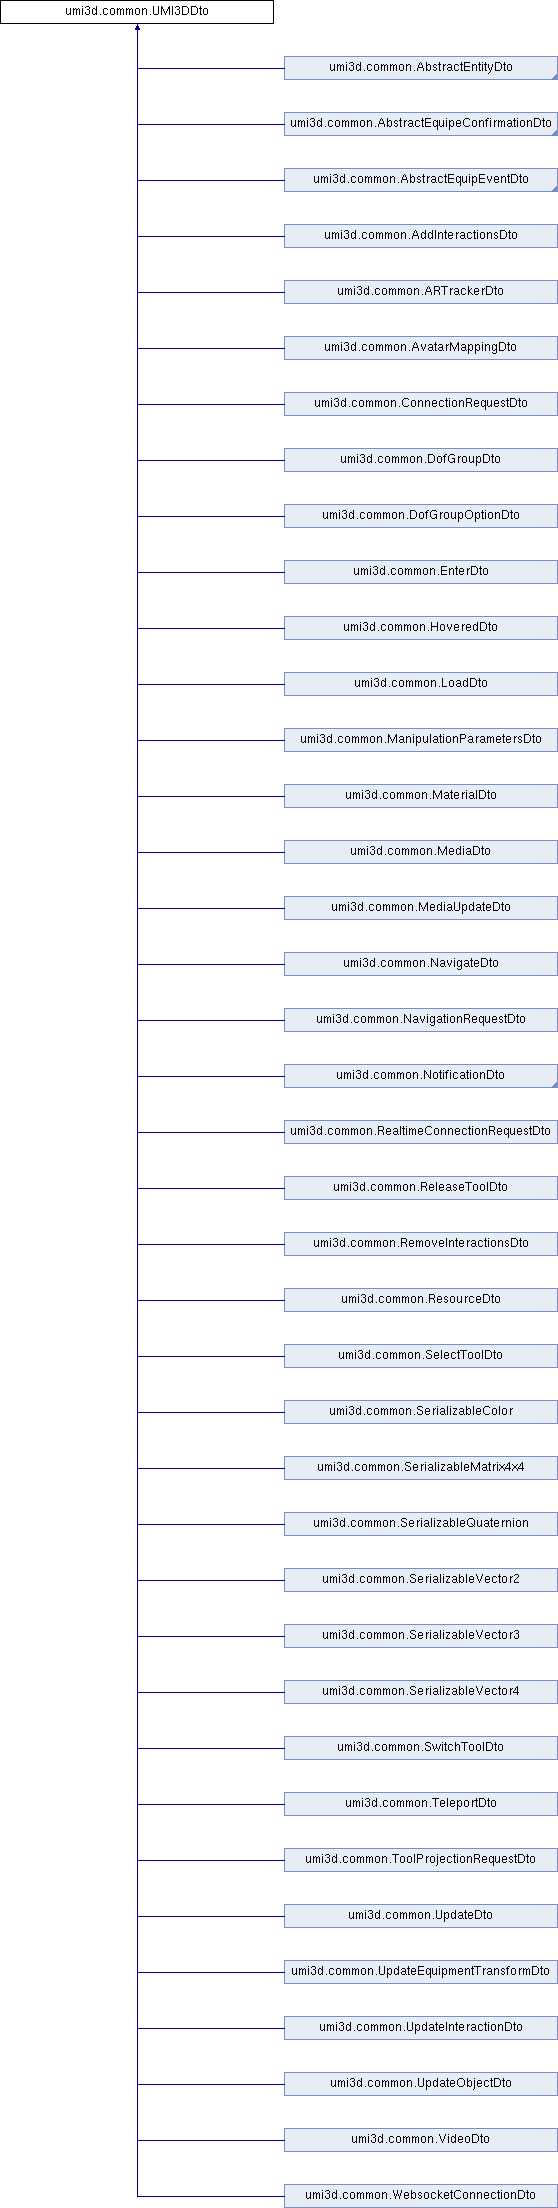 umi3d.common.UMI3DDto
umi3d.common.AbstractEntityDto
umi3d.common.AbstractEquipeConfirmationDto
umi3d.common.AbstractEquipEventDto
umi3d.common.AddInteractionsDto
umi3d.common.ARTrackerDto
umi3d.common.AvatarMappingDto
umi3d.common.ConnectionRequestDto
umi3d.common.DofGroupDto
umi3d.common.DofGroupOptionDto
umi3d.common.EnterDto
umi3d.common.HoveredDto
umi3d.common.LoadDto
umi3d.common.ManipulationParametersDto
umi3d.common.MaterialDto
umi3d.common.MediaDto
umi3d.common.MediaUpdateDto
umi3d.common.NavigateDto
umi3d.common.NavigationRequestDto
umi3d.common.NotificationDto
umi3d.common.RealtimeConnectionRequestDto
umi3d.common.ReleaseToolDto
umi3d.common.RemoveInteractionsDto
umi3d.common.ResourceDto
umi3d.common.SelectToolDto
umi3d.common.SerializableColor
umi3d.common.SerializableMatrix4x4
umi3d.common.SerializableQuaternion
umi3d.common.SerializableVector2
umi3d.common.SerializableVector3
umi3d.common.SerializableVector4
umi3d.common.SwitchToolDto
umi3d.common.TeleportDto
umi3d.common.ToolProjectionRequestDto
umi3d.common.UpdateDto
umi3d.common.UpdateEquipmentTransformDto
umi3d.common.UpdateInteractionDto
umi3d.common.UpdateObjectDto
umi3d.common.VideoDto
umi3d.common.WebsocketConnectionDto